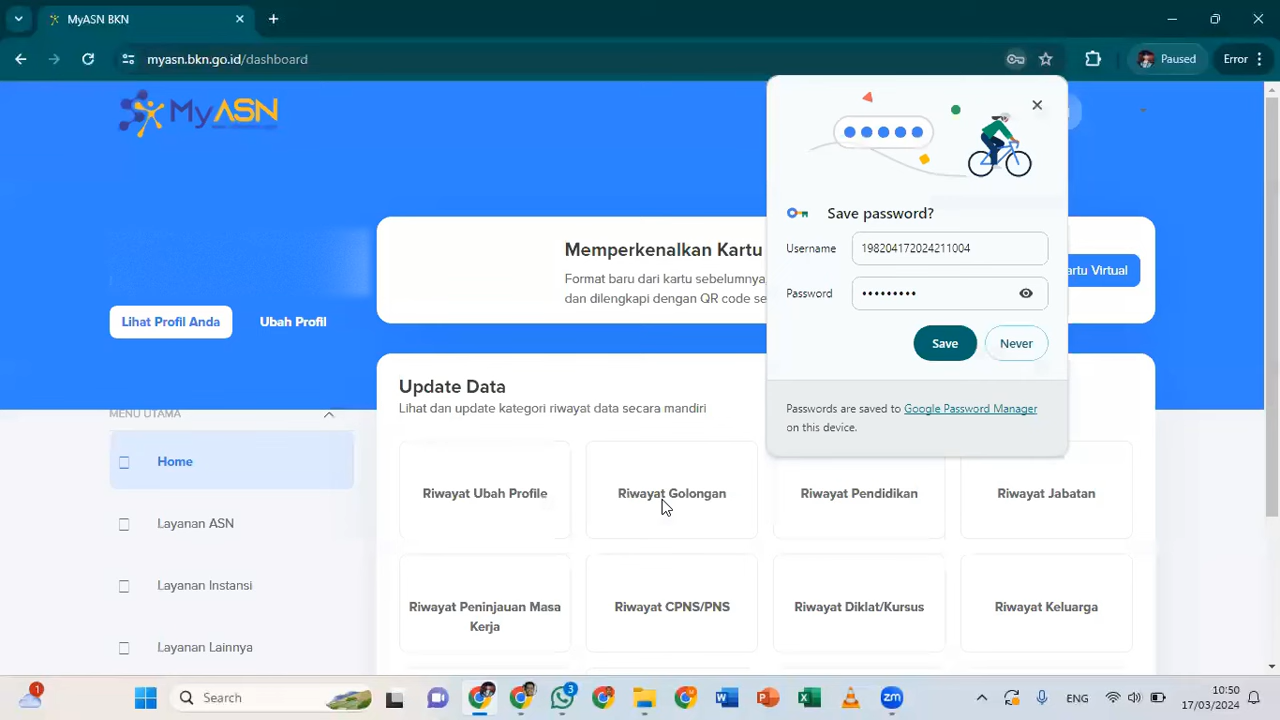 MyASN BKN
myasn.bkn.go.id/dashboard
Paused
Error
MyASN
Save password?
Username
198204172024211004
Password
•••••••••
Save
Never
Passwords are saved to Google Password Manager
on this device.
Memperkenalkan Kartu
Format baru dari kartu sebelumnya,
dan dilengkapi dengan QR code se
artu Virtual
Lihat Profil Anda
Ubah Profil
MENU UTAMA
Home
Layanan ASN
Layanan Instansi
Layanan Lainnya
Update Data
Lihat dan update kategori riwayat data secara mandiri
Riwayat Ubah Profile
Riwayat Golongan
Riwayat Pendidikan
Riwayat Jabatan
Riwayat Peninjauan Masa
Kerja
Riwayat CPNS/PNS
Riwayat Diklat/Kursus
Riwayat Keluarga
1
Search
3
ENG
10:50
17/03/2024